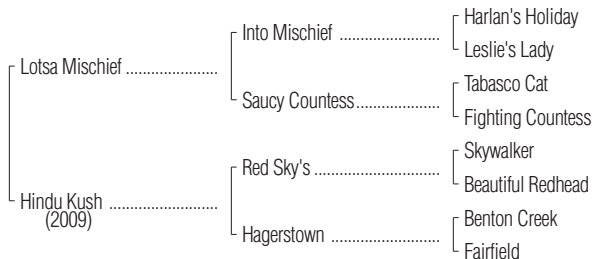 Harlan's Holiday
Into Mischief ..................
Leslie's Lady
Lotsa Mischief ......................
Tabasco Cat
Saucy Countess....................
Fighting Countess
Skywalker
Red Sky's ..............................
Beautiful Redhead
Hindu Kush ..........................
(2009)
Benton Creek
Hagerstown ..........................
Fairfield